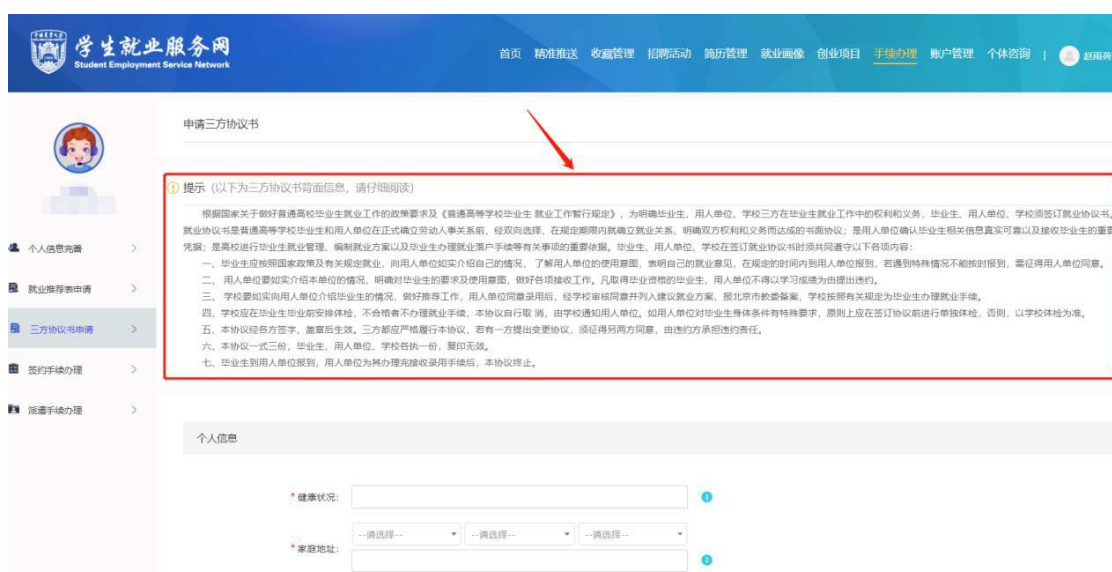 学生就业服务网
Student Employment Service Network
首页 精准推送 收藏管理 招聘活动 简历管理 就业画像 创业项目 手续办理 账户管理 个体咨询 |
申请三方协议书
提示（以下为三方协议书背面信息，请仔细阅读）
根据国家关于做好普通高校毕业生就业工作的政策要求及《普通高等学校毕业生 就业工作暂行规定》，为明确毕业生、用人单位、学校三方在毕业生就业工作中的权利和义务，毕业生、用人单位、学校须签订就业协议书。
就业协议书是普通高等学校毕业生和用人单位在正式确立劳动人事关系前，经双向选择，在规定期限内就确立就业关系、明确双方权利和义务而达成的书面协议；是用人单位确认毕业生相关信息真实可靠以及接收毕业生的重要
凭据；是高校进行毕业生就业管理、编制就业方案以及毕业生办理就业落户手续等有关事项的重要依据。毕业生、用人单位、学校在签订就业协议书时须共同遵守以下各项内容：
一、毕业生应按照国家政策及有关规定就业，向用人单位如实介绍自己的情况，了解用人单位的使用意图，表明自己的就业意见，在规定的时间内到用人单位报到，若遇到特殊情况不能按时报到，需征得用人单位同意。
二、 用人单位要如实介绍本单位的情况，明确对毕业生的要求及使用意图，做好各项接收工作。凡取得毕业资格的毕业生，用人单位不得以学习成绩为由提出违约。
三、 学校要如实向用人单位介绍毕业生的情况，做好推荐工作，用人单位同意录用后，经学校审核同意并列入建议就业方案，报北京市教委备案，学校按照有关规定为毕业生办理就业手续。
四、学校应在毕业生毕业前安排体检，不合格者不办理就业手续，本协议自行取 消，由学校通知用人单位。如用人单位对毕业生身体条件有特殊要求，原则上应在签订协议前进行单独体检，否则，以学校体检为准。
五、本协议经各方签字、盖章后生效。三方都应严格履行本协议，若有一方提出变更协议，须征得另两方同意，由违约方承担违约责任。
六、本协议一式三份，毕业生、用人单位、学校各执一份，复印无效。
七、毕业生到用人单位报到，用人单位为其办理完接收录用手续后，本协议终止。
个人信息完善
就业推荐表申请
三方协议书申请
签约手续办理
派遣手续办理
个人信息
*健康状况:
*家庭地址:
--请选择-- --请选择-- --请选择--